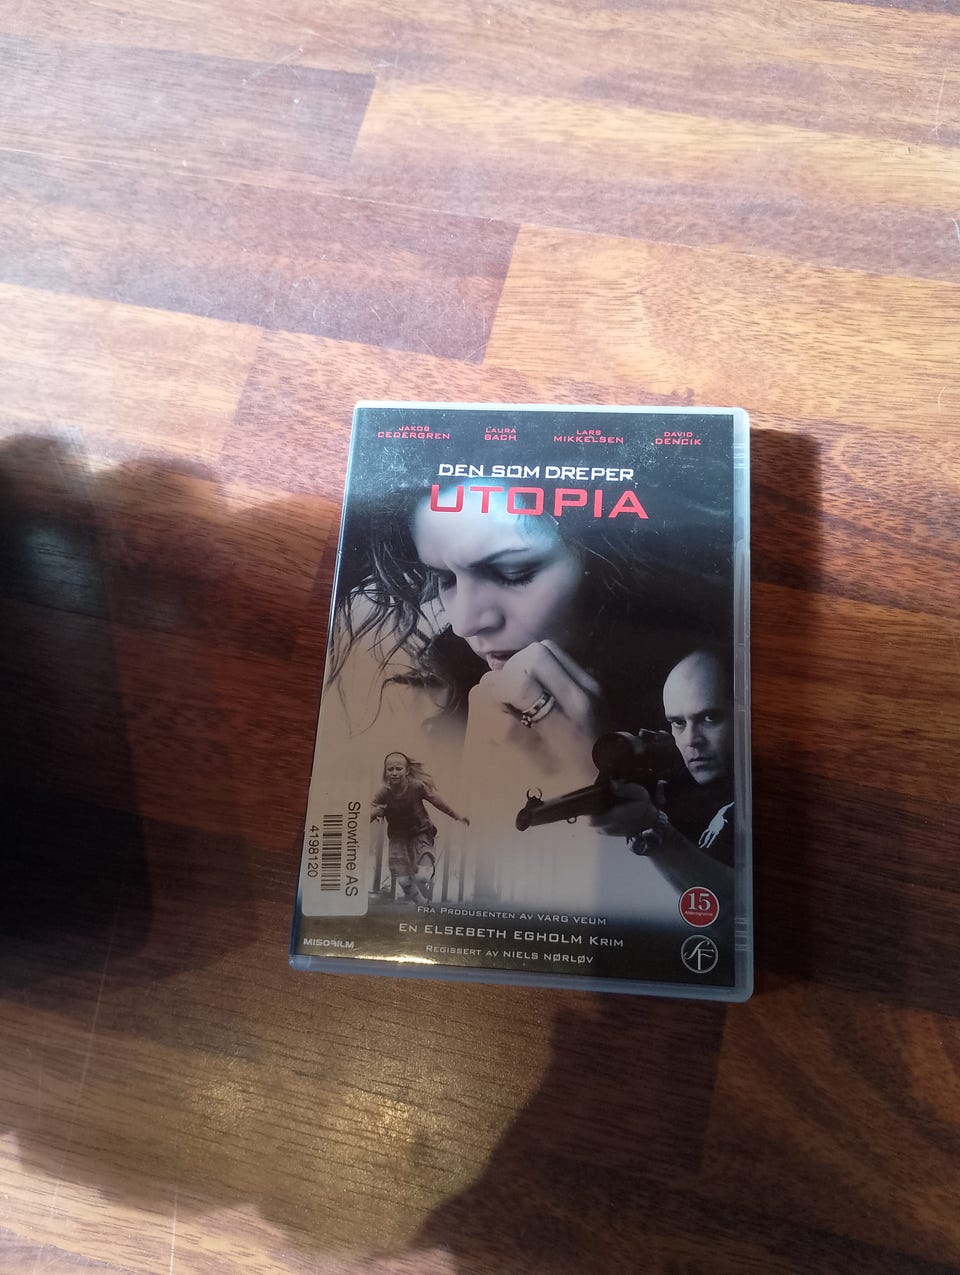 JAKOB
CEDERGREN
LAURA
BACH
LARS
MIKKELSEN
DAVID
DENCIK
DEN SOM DREPER
UTOPIA
Showtime AS
4198120
15
Aldersgrense
FRA PRODUSENTEN AV VARG VEUM
EN ELSEBETH EGHOLM KRIM
REGISSERT AV NIELS NØRLØV
MISOFILM
SF